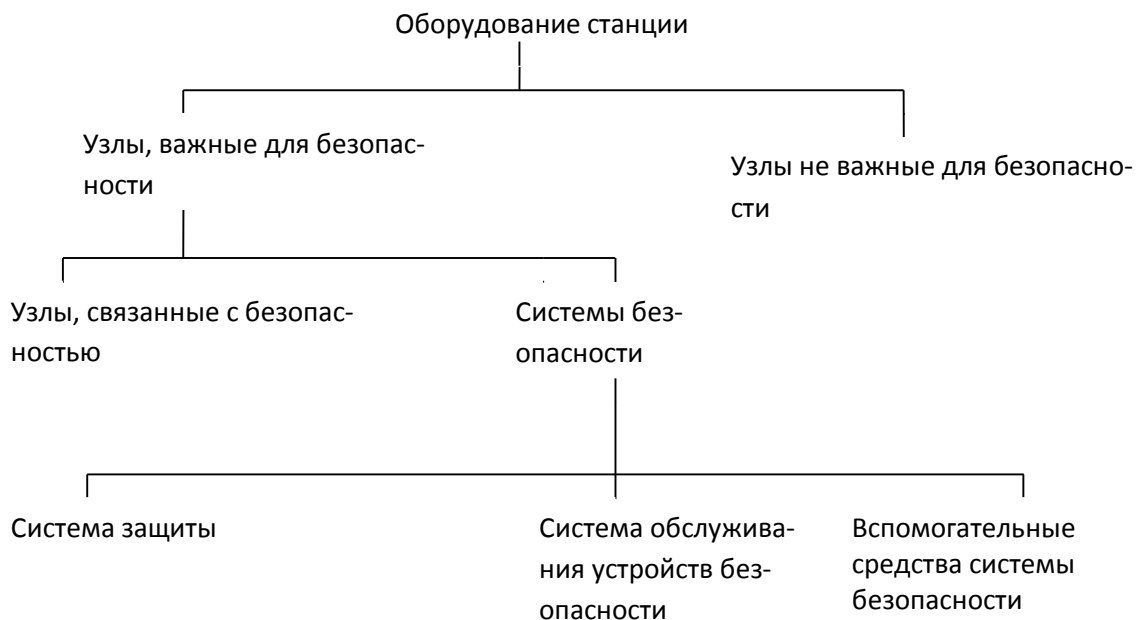 Оборудование станции
Узлы, важные для безопас-
ности
Узлы не важные для безопасно-
сти
Узлы, связанные с безопас-
ностью
Системы без-
опасности
Система защиты
Система обслужива-
ния устройств без-
опасности
Вспомогательные
средства системы
безопасности